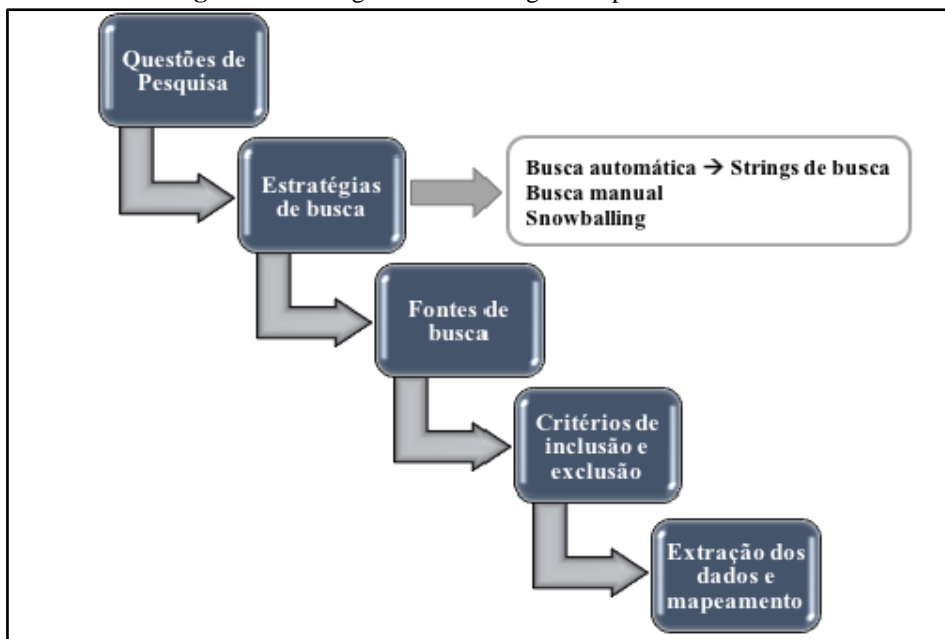 Questões de
Pesquisa
Estratégias
de busca
Busca automática → Strings de busca
Busca manual
Snowballing
Fontes de
busca
Critérios de
inclusão e
exclusão
Extração dos
dados e
mapeamento